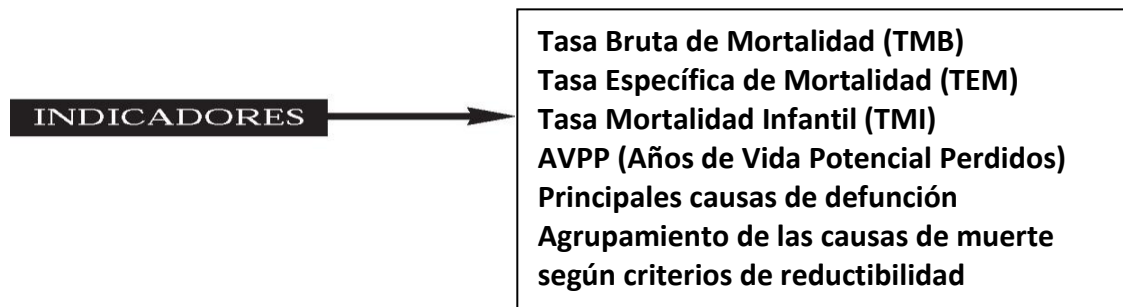 INDICADORES
Tasa Bruta de Mortalidad (TMB)
Tasa Específica de Mortalidad (TEM)
Tasa Mortalidad Infantil (TMI)
AVPP (Años de Vida Potencial Perdidos)
Principales causas de defunción
Agrupamiento de las causas de muerte
según criterios de reductibilidad